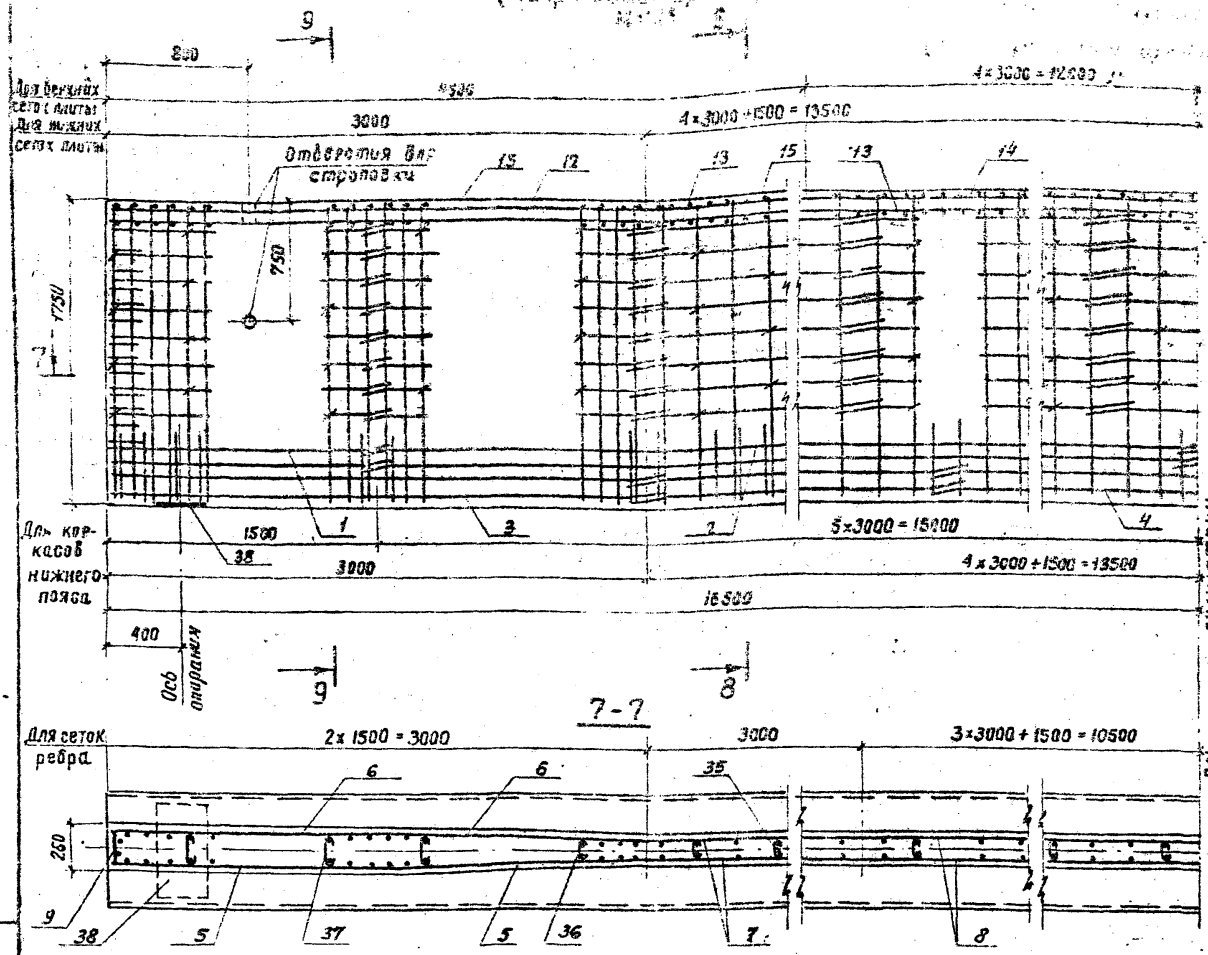 9
800
4500
4 x 3000 = 12000
Для верхних
сеток плиты
Для нижних
сеток плиты
3000
4 x 3000 + 1500 = 13500
Отверстия для
строповки
15
12
13
15
13
14
750
1750
7
1
3
2
4
Для кар-
касов
нижнего
пояса
1500
38
5 x 3000 = 15000
3000
4 x 3000 + 1500 = 13500
16500
400
Ось
опирания
9
8
7-7
Для сеток
ребра
2 x 1500 = 3000
3000
3 x 3000 + 1500 = 10500
6
6
35
260
9
38
5
37
5
36
7
8